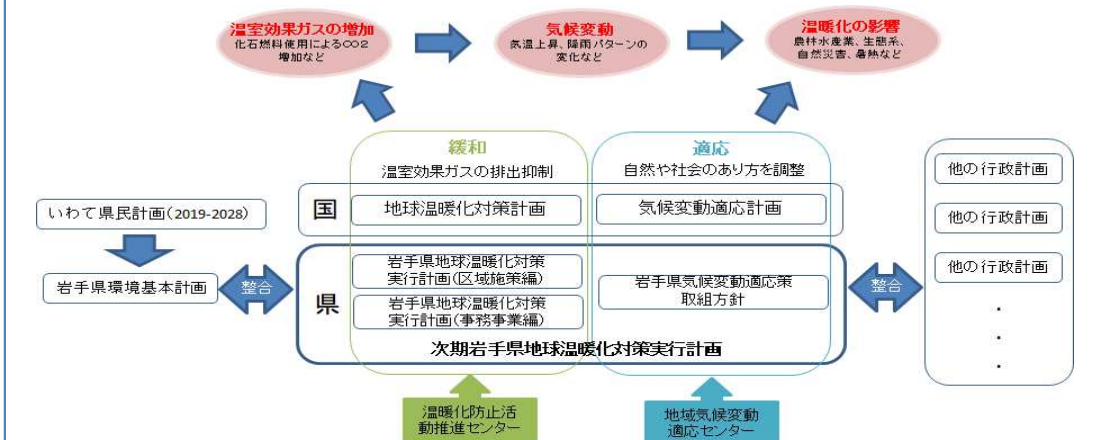 温室効果ガスの増加
化石燃料使用によるCO2
増加など
気候変動
気温上昇、降雨パターンの
変化など
温暖化の影響
農林水産業、生態系、
自然災害、暑熱など
緩和
温室効果ガスの排出抑制
適応
自然や社会のあり方を調整
国
地球温暖化対策計画
気候変動適応計画
いわて県民計画(2019-2028)
岩手県環境基本計画
整合
県
岩手県地球温暖化対策
実行計画(区域施策編)
岩手県地球温暖化対策
実行計画(事務事業編)
岩手県気候変動適応策
取組方針
次期岩手県地球温暖化対策実行計画
整合
他の行政計画
他の行政計画
他の行政計画
・
・
・
温暖化防止活
動推進センター
地域気候変動
適応センター